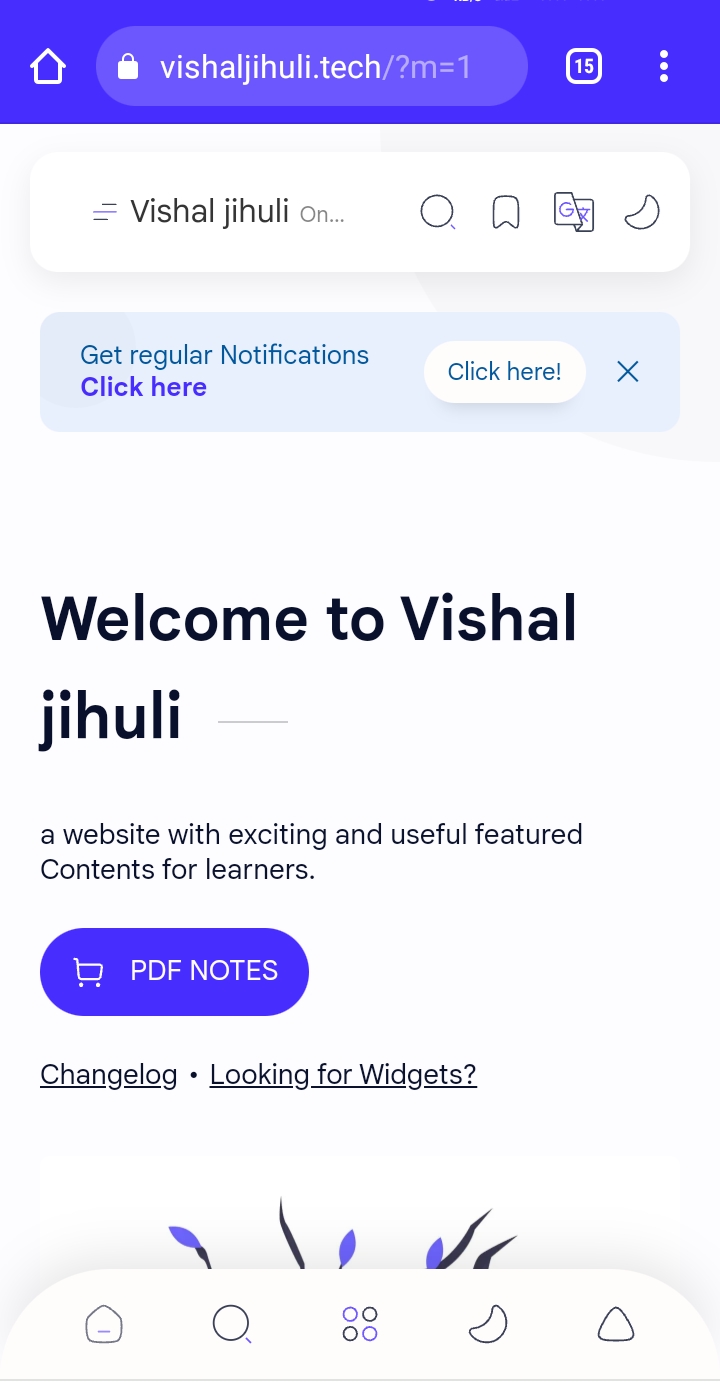 vishaljihuli.tech/?m=1
15
Vishal jihuli On...
Get regular Notifications
Click here
Click here!
Welcome to Vishal
jihuli
a website with exciting and useful featured
Contents for learners.
PDF NOTES
Changelog • Looking for Widgets?